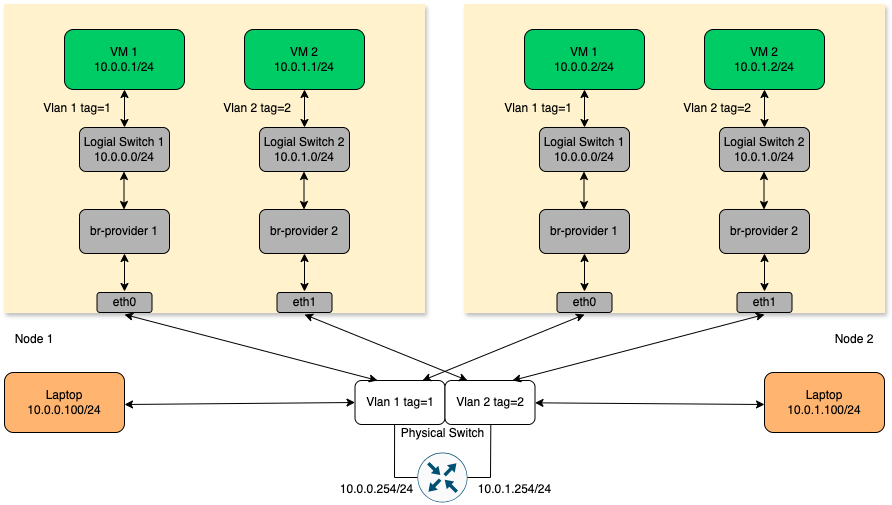 VM 1
10.0.0.1/24
VM 2
10.0.1.1/24
VM 1
10.0.0.2/24
VM 2
10.0.1.2/24
Vlan 1 tag=1
Vlan 2 tag=2
Vlan 1 tag=1
Vlan 2 tag=2
Logial Switch 1
10.0.0.0/24
Logial Switch 2
10.0.1.0/24
Logial Switch 1
10.0.0.0/24
Logial Switch 2
10.0.1.0/24
br-provider 1
br-provider 2
br-provider 1
br-provider 2
eth0
eth1
eth0
eth1
Node 1
Node 2
Laptop
10.0.0.100/24
Vlan 1 tag=1
Vlan 2 tag=2
Laptop
10.0.1.100/24
Physical Switch
10.0.0.254/24
10.0.1.254/24